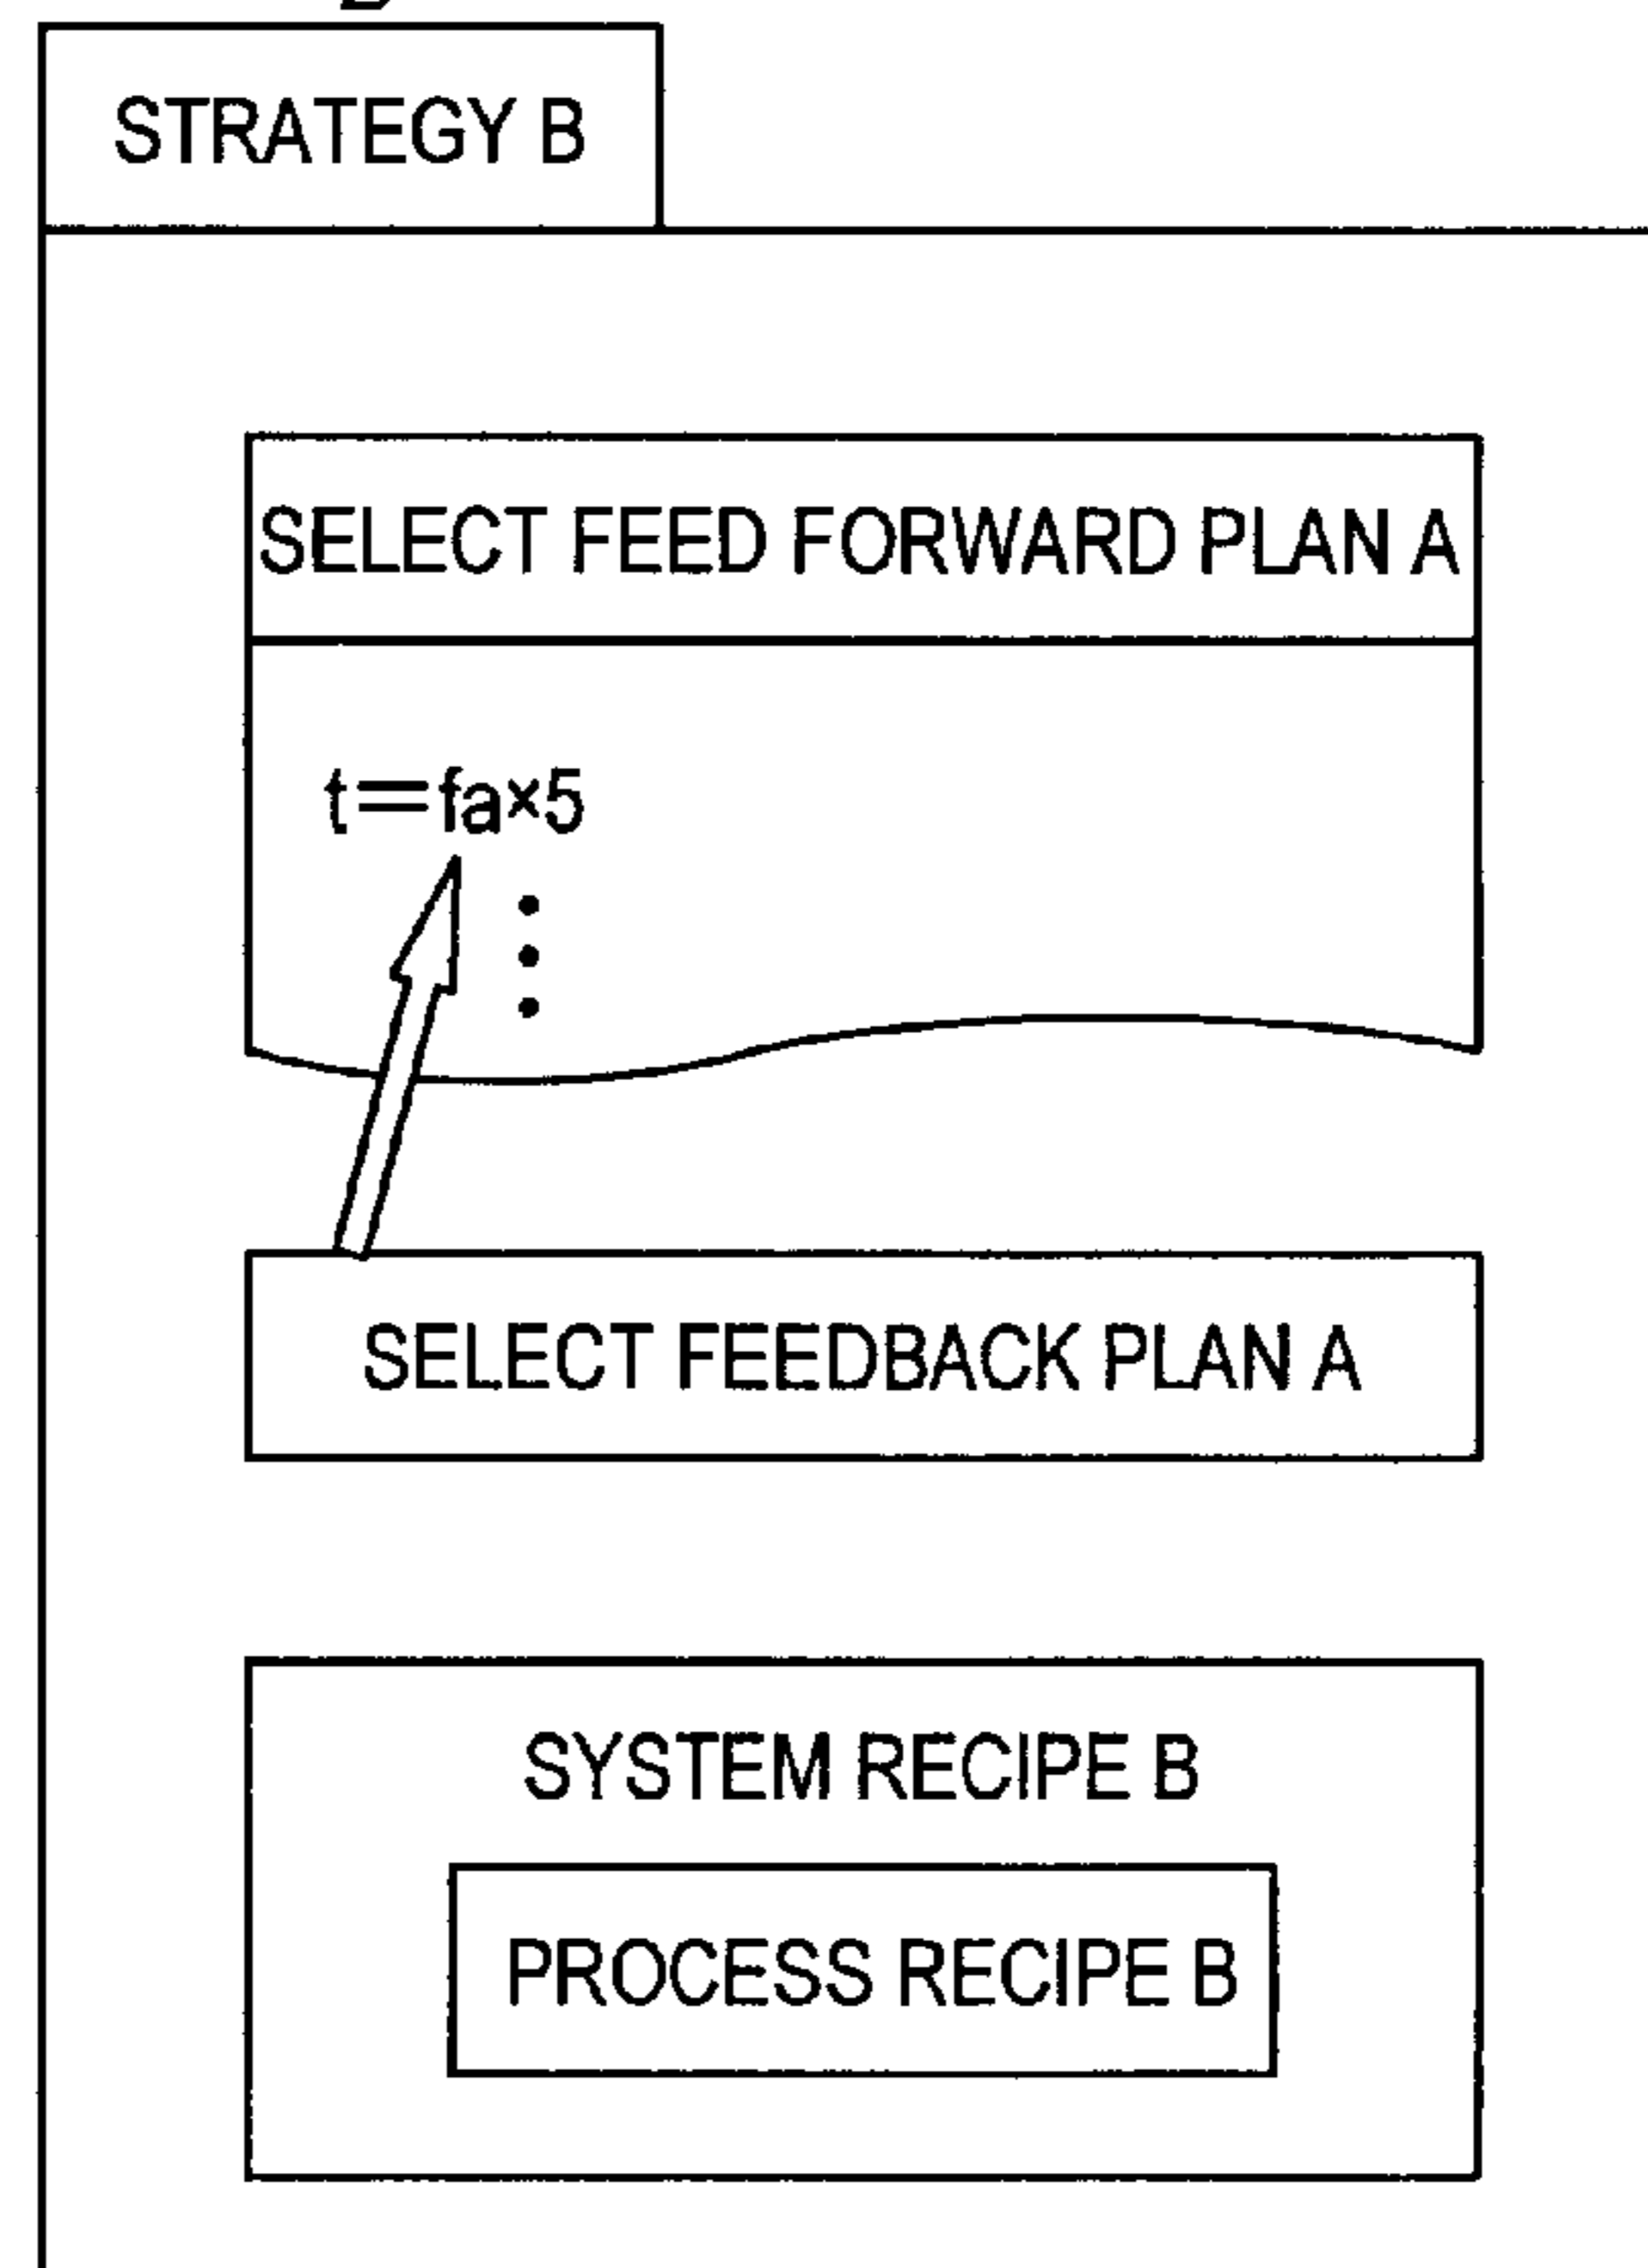 STRATEGY B
SELECT FEED FORWARD PLAN A
t=fa×5
SELECT FEEDBACK PLAN A
SYSTEM RECIPE B
PROCESS RECIPE B